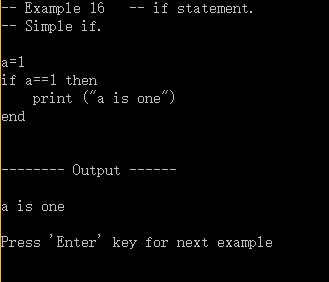 -- Example 16   -- if statement.
-- Simple if.
a=1
if a==1 then
    print ("a is one")
end
-------- Output ------
a is one
Press 'Enter' key for next example